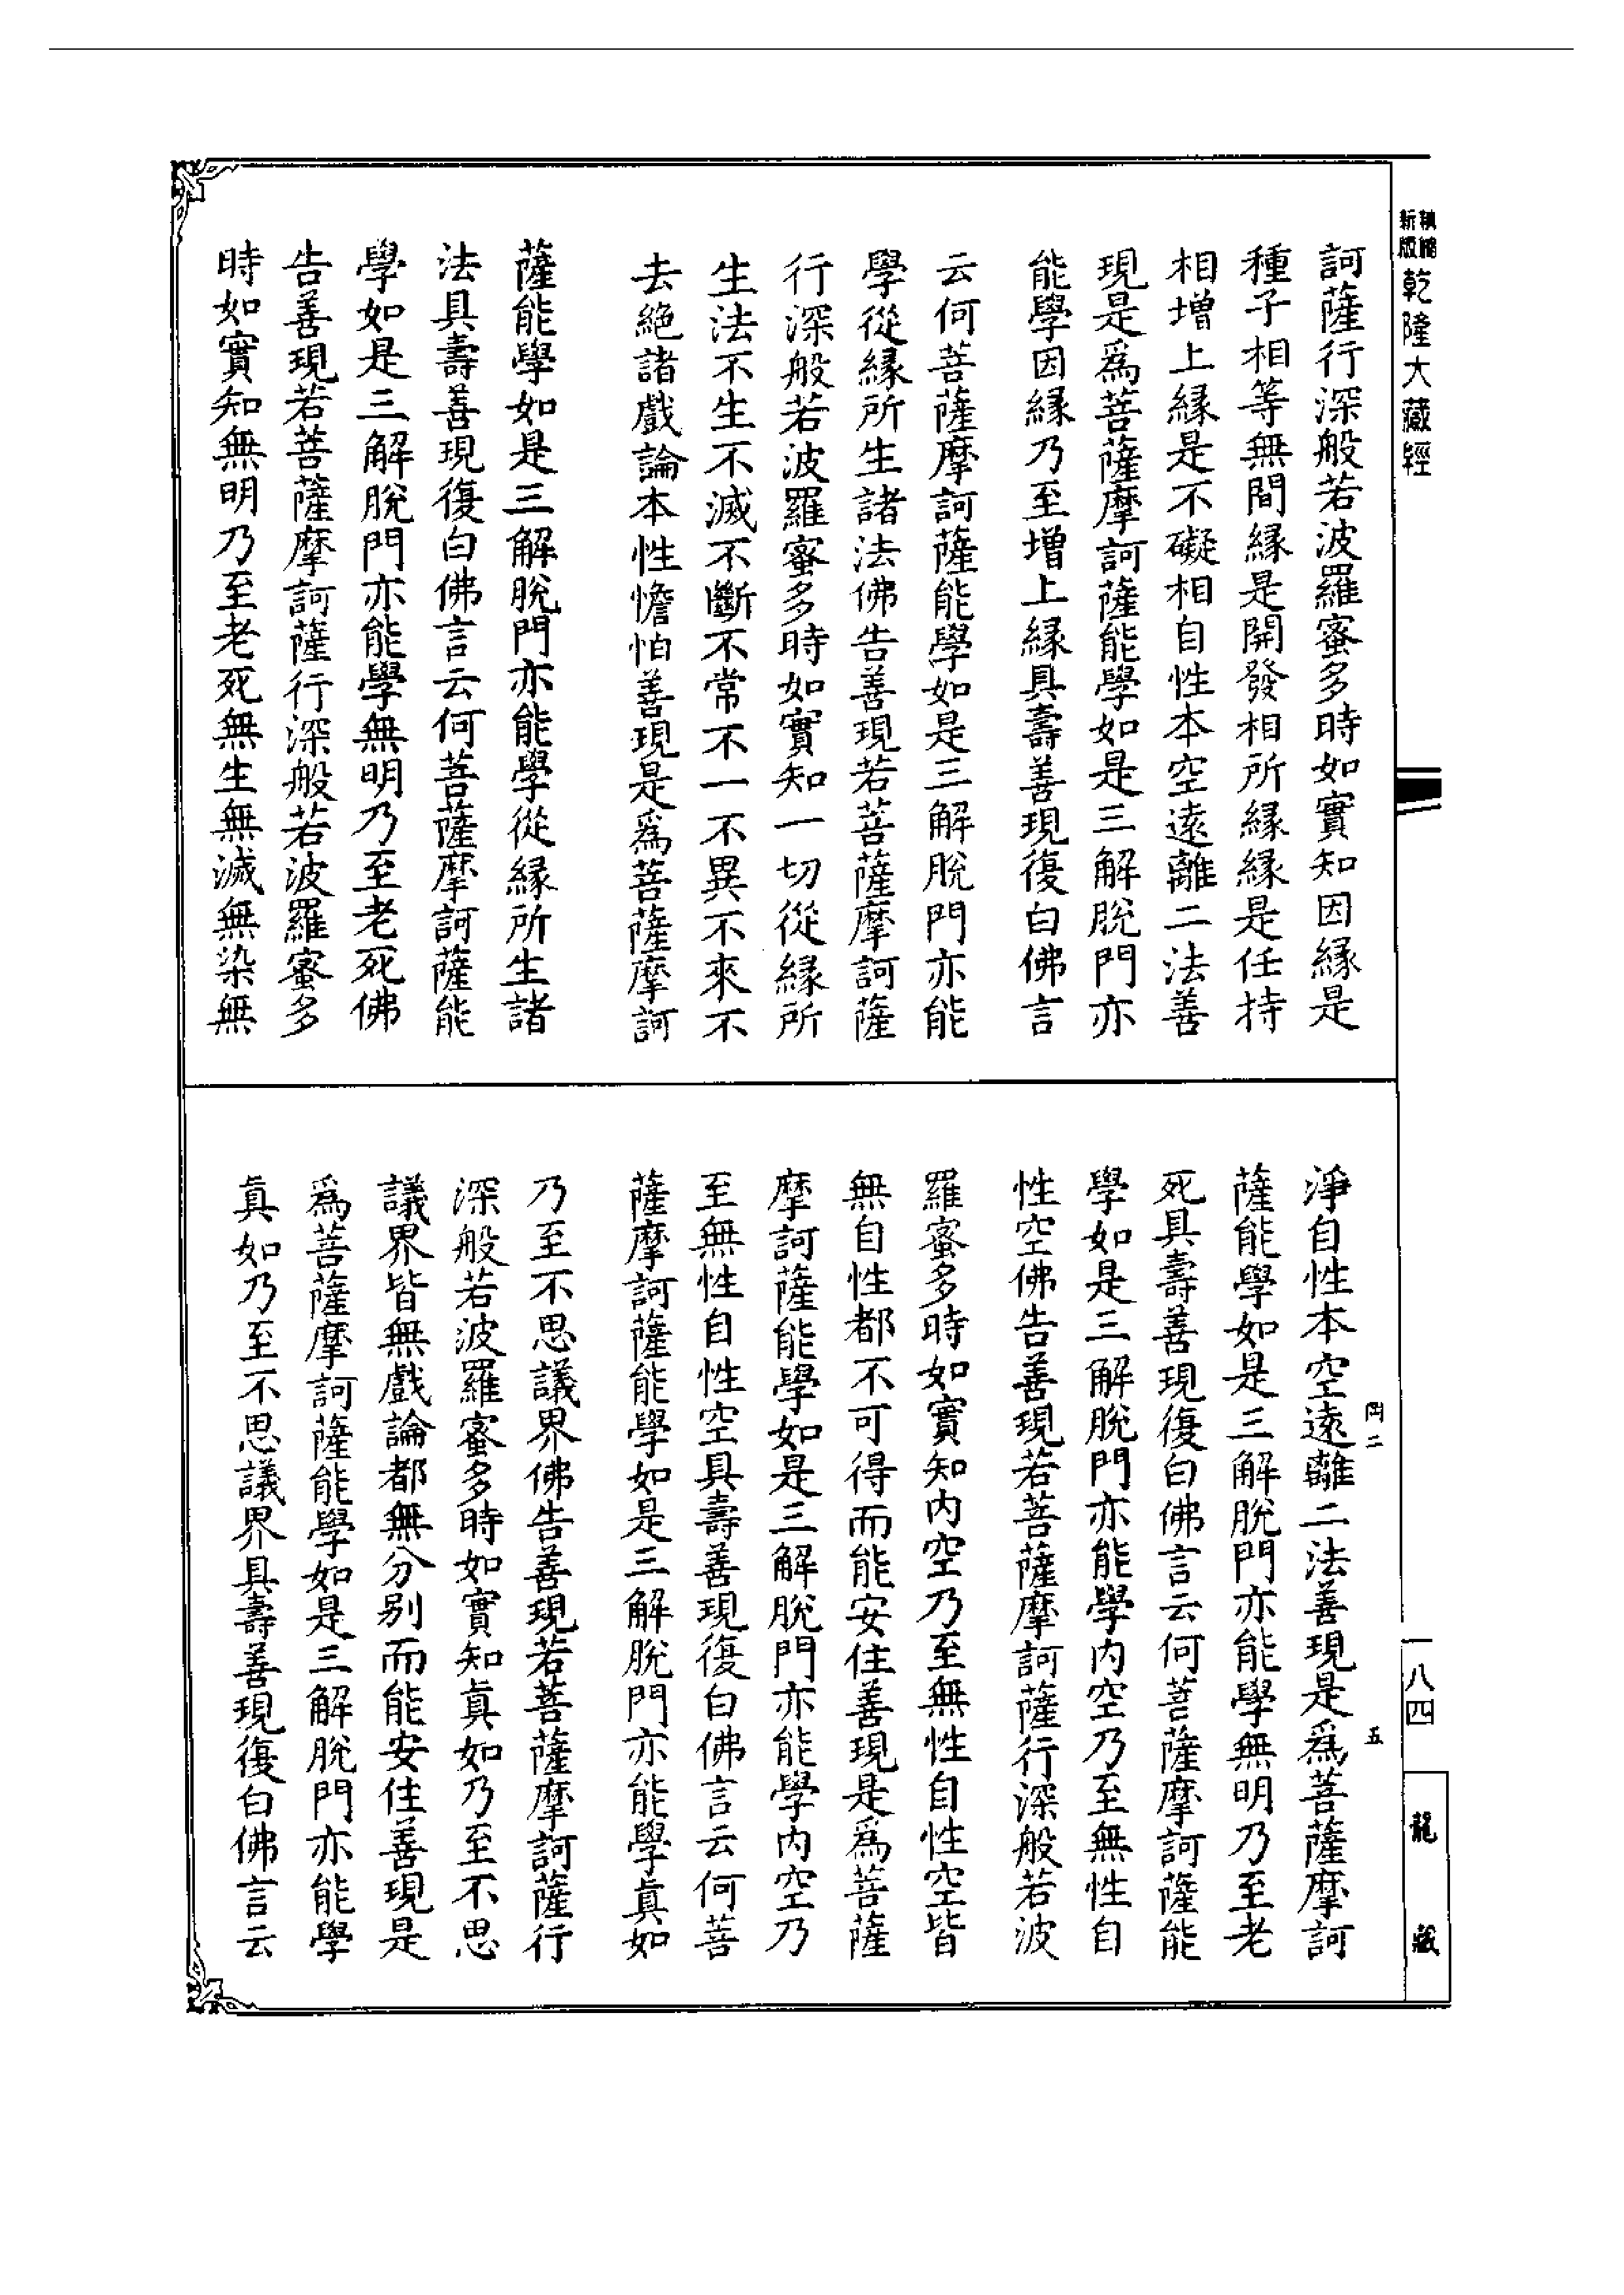 新版
精縮
乾隆大藏經
訶薩行深般若波羅蜜多時如實知因緣是
種子相等無間緣是開發相所緣緣是任持
相增上緣是不礙相自性本空遠離二法善
現是為菩薩摩訶薩能學如是三解脫門亦
能學因緣乃至增上緣具壽善現復白佛言
云何菩薩摩訶薩能學如是三解脫門亦能
學從緣所生諸法佛告善現若菩薩摩訶薩
行深般若波羅蜜多時如實知一切從緣所
生法不生不滅不斷不常不一不異不來不
去絕諸戲論本性憺怕善現是為菩薩摩訶
薩能學如是三解脫門亦能學從緣所生諸
法具壽善現復白佛言云何菩薩摩訶薩能
學如是三解脫門亦能學無明乃至老死佛
告善現若菩薩摩訶薩行深般若波羅蜜多
時如實知無明乃至老死無生無滅無染無
淨自性本空遠離二法善現是為菩薩摩訶
薩能學如是三解脫門亦能學無明乃至老
死具壽善現復白佛言云何菩薩摩訶薩能
學如是三解脫門亦能學內空乃至無性自
性空佛告善現若菩薩摩訶薩行深般若波
羅蜜多時如實知內空乃至無性自性空皆
無自性都不可得而能安住善現是為菩薩
摩訶薩能學如是三解脫門亦能學內空乃
至無性自性空具壽善現復白佛言云何菩
薩摩訶薩能學如是三解脫門亦能學真如
乃至不思議界佛告善現若菩薩摩訶薩行
深般若波羅蜜多時如實知真如乃至不思
議界皆無戲論都無分別而能安住善現是
為菩薩摩訶薩能學如是三解脫門亦能學
真如乃至不思議界具壽善現復白佛言云
岡二
五
一八四
龍藏